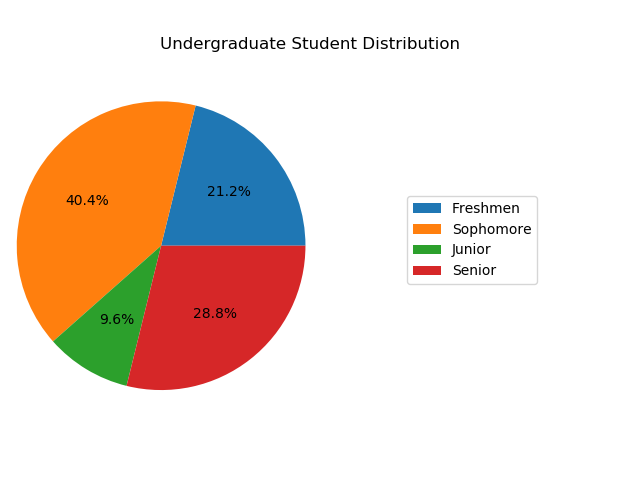 Undergraduate Student Distribution
21.2%
40.4%
9.6%
28.8%
Freshmen
Sophomore
Junior
Senior